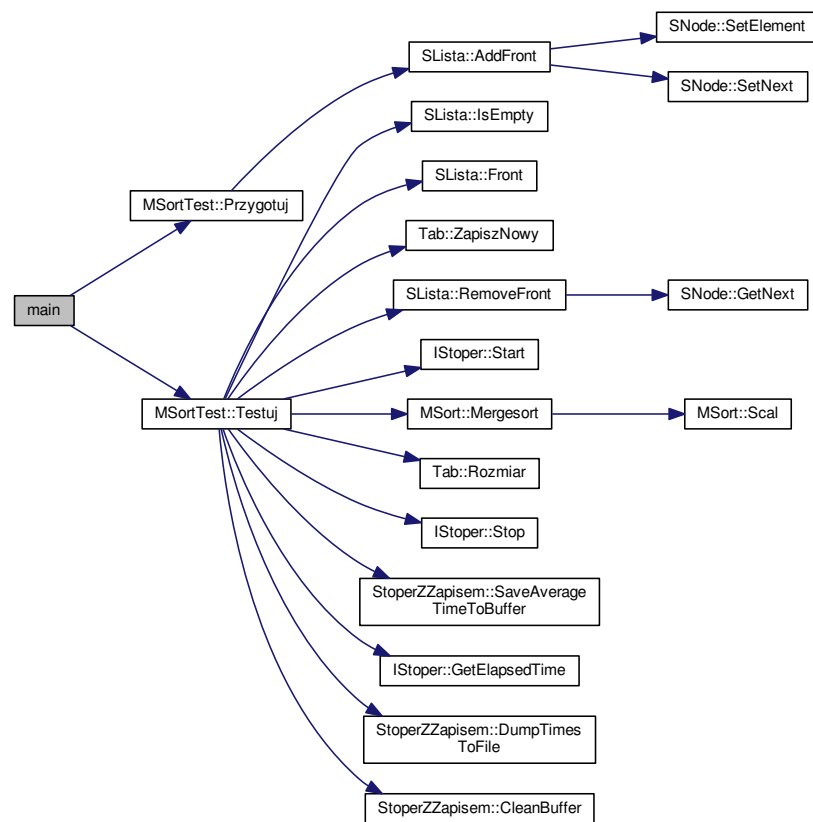 SNode::SetElement
SLista::AddFront
SNode::SetNext
SLista::IsEmpty
SLista::Front
MSortTest::Przygotuj
Tab::ZapiszNowy
main
SLista::RemoveFront
SNode::GetNext
IStoper::Start
MSortTest::Testuj
MSort::Mergesort
MSort::Scal
Tab::Rozmiar
IStoper::Stop
StoperZZapisem::SaveAverage
TimeToBuffer
IStoper::GetElapsedTime
StoperZZapisem::DumpTimes
ToFile
StoperZZapisem::CleanBuffer